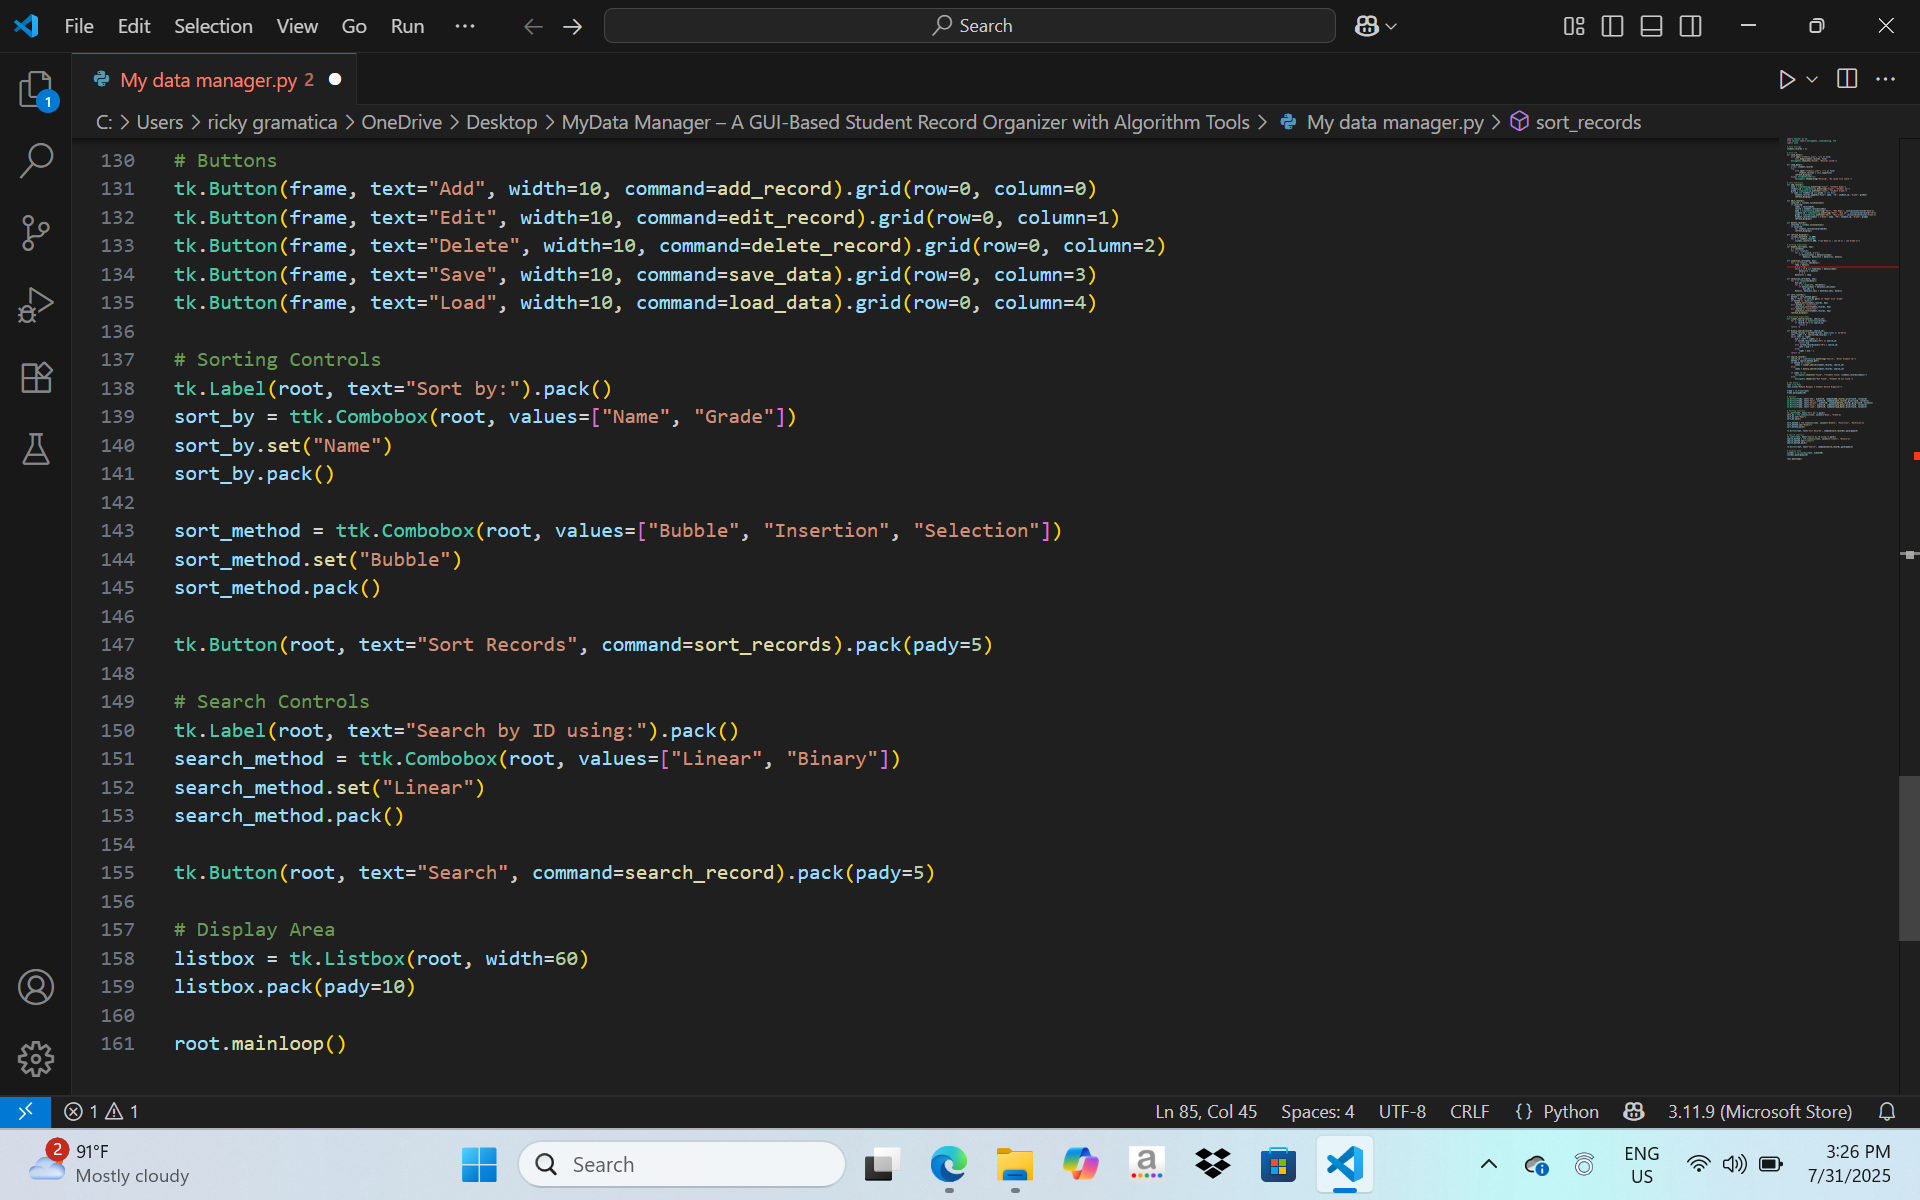 File Edit Selection View Go Run ··· Search
My data manager.py 2
C: > Users > ricky gramatica > OneDrive > Desktop > MyData Manager – A GUI-Based Student Record Organizer with Algorithm Tools > My data manager.py > sort_records
1
130 # Buttons
131 tk.Button(frame, text="Add", width=10, command=add_record).grid(row=0, column=0)
132 tk.Button(frame, text="Edit", width=10, command=edit_record).grid(row=0, column=1)
133 tk.Button(frame, text="Delete", width=10, command=delete_record).grid(row=0, column=2)
134 tk.Button(frame, text="Save", width=10, command=save_data).grid(row=0, column=3)
135 tk.Button(frame, text="Load", width=10, command=load_data).grid(row=0, column=4)
136
137 # Sorting Controls
138 tk.Label(root, text="Sort by:").pack()
139 sort_by = ttk.Combobox(root, values=["Name", "Grade"])
140 sort_by.set("Name")
141 sort_by.pack()
142
143 sort_method = ttk.Combobox(root, values=["Bubble", "Insertion", "Selection"])
144 sort_method.set("Bubble")
145 sort_method.pack()
146
147 tk.Button(root, text="Sort Records", command=sort_records).pack(pady=5)
148
149 # Search Controls
150 tk.Label(root, text="Search by ID using:").pack()
151 search_method = ttk.Combobox(root, values=["Linear", "Binary"])
152 search_method.set("Linear")
153 search_method.pack()
154
155 tk.Button(root, text="Search", command=search_record).pack(pady=5)
156
157 # Display Area
158 listbox = tk.Listbox(root, width=60)
159 listbox.pack(pady=10)
160
161 root.mainloop()
1 1 Ln 85, Col 45 Spaces: 4 UTF-8 CRLF {} Python 3.11.9 (Microsoft Store)
2 91°F
Mostly cloudy
Search
a
ENG
US
3:26 PM
7/31/2025